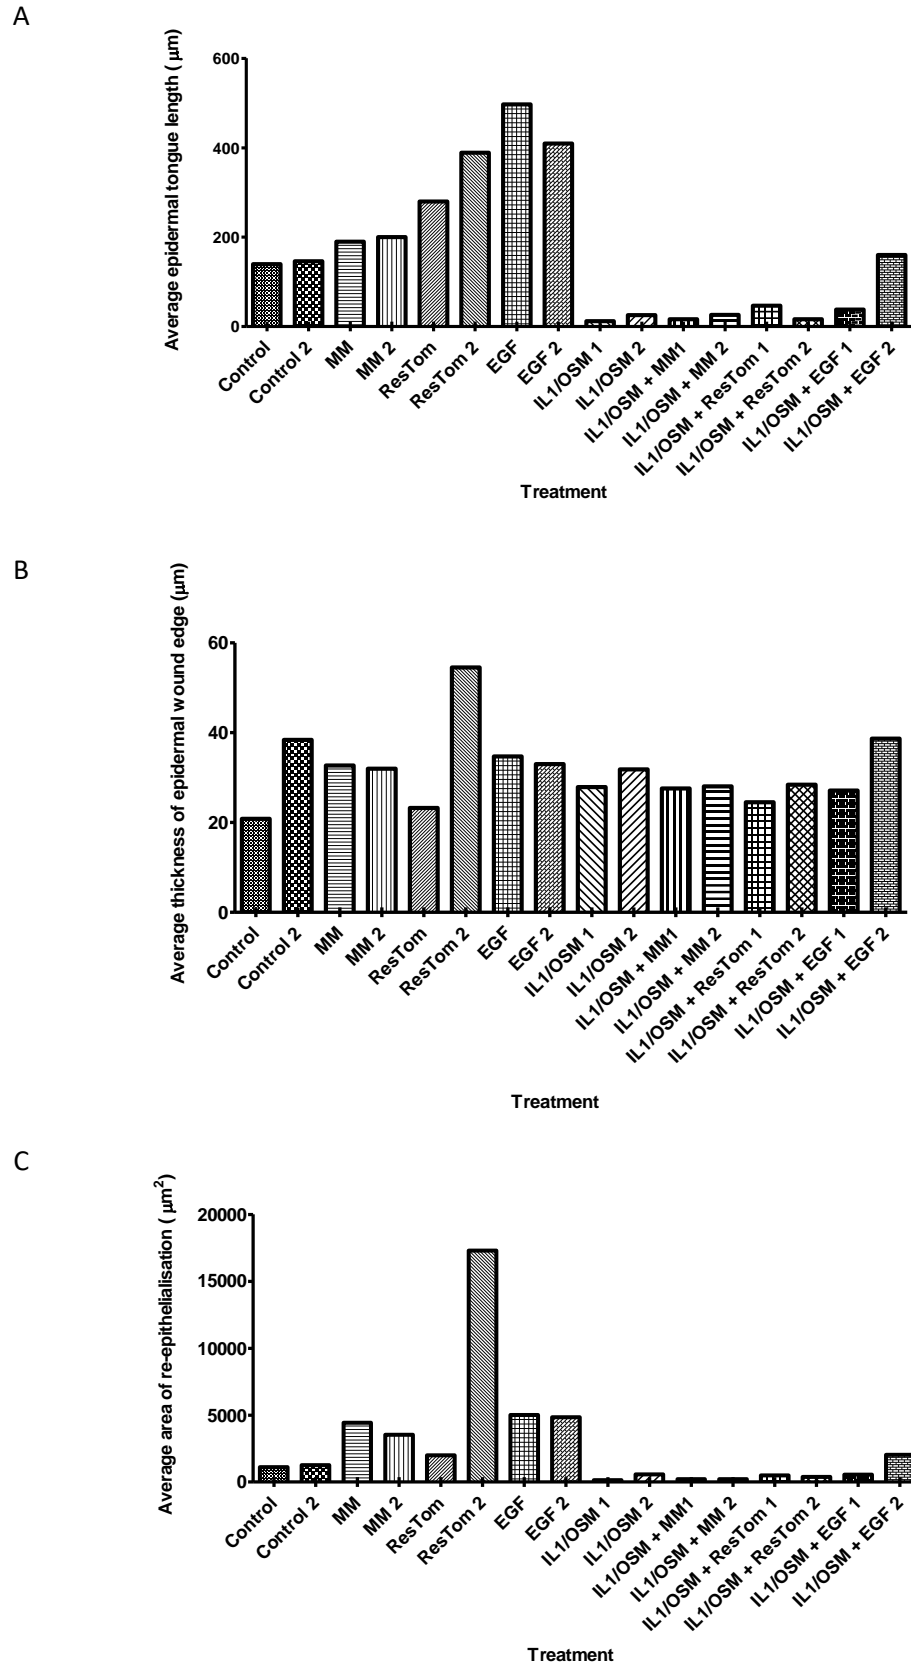 A
Average epidermal tongue length ( µm)
600
400
200
0
Control
Control 2
MM
MM 2
ResTom
ResTom 2
EGF
EGF 2
IL1/OSM 1
IL1/OSM 2
IL1/OSM + MM1
IL1/OSM + MM 2
IL1/OSM + ResTom 1
IL1/OSM + ResTom 2
IL1/OSM + EGF 1
IL1/OSM + EGF 2
Treatment
B
Average thickness of epidermal wound edge (µm)
60
40
20
0
Control
Control 2
MM
MM 2
ResTom
ResTom 2
EGF
EGF 2
IL1/OSM 1
IL1/OSM 2
IL1/OSM + MM1
IL1/OSM + MM 2
IL1/OSM + ResTom 1
IL1/OSM + ResTom 2
IL1/OSM + EGF 1
IL1/OSM + EGF 2
Treatment
C
Average area of re-epithelialisation ( µm²)
20000
15000
10000
5000
0
Control
Control 2
MM
MM 2
ResTom
ResTom 2
EGF
EGF 2
IL1/OSM 1
IL1/OSM 2
IL1/OSM + MM1
IL1/OSM + MM 2
IL1/OSM + ResTom 1
IL1/OSM + ResTom 2
IL1/OSM + EGF 1
IL1/OSM + EGF 2
Treatment